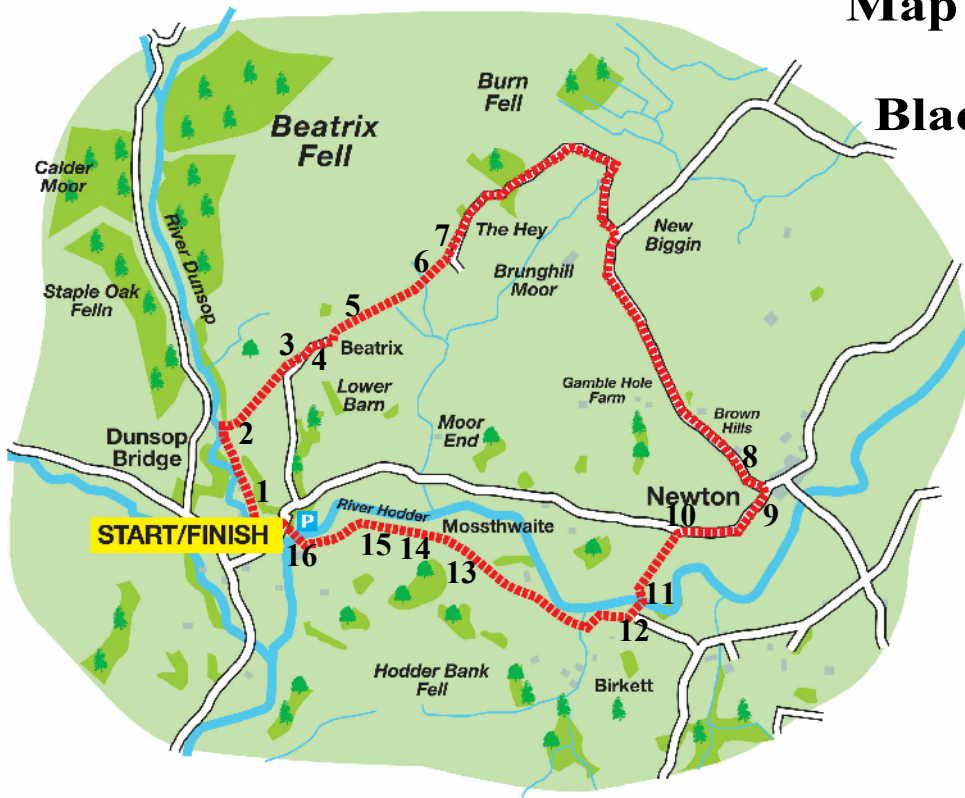 Map
Blac
Burn
Fell
Beatrix
Fell
Calder
Moor
River Dunsop
7
The Hey
New
Biggin
6
Brunghill
Moor
Staple Oak
Felln
5
3
4
Beatrix
Lower
Barn
Gamble Hole
Farm
Brown
Hills
Moor
End
2
Dunsop
Bridge
8
1
Newton
10
9
P
River Hodder
START/FINISH
Mossthwaite
16
15
14
13
11
12
Hodder Bank
Fell
Birkett